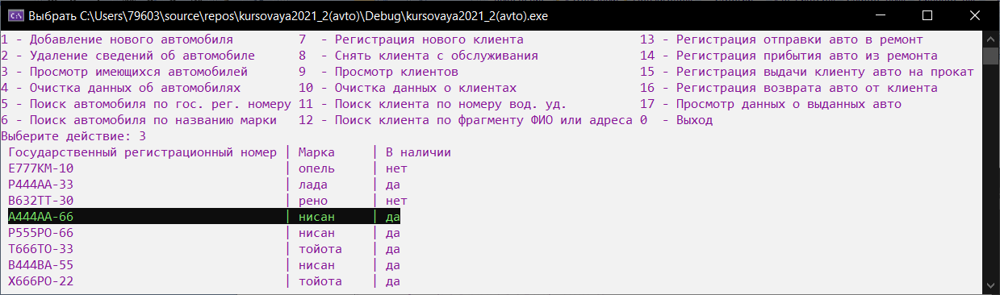 Выбрать C:\Users\79603\source\repos\kursovaya2021_2(avto)\Debug\kursovaya2021_2(avto).exe
1 - Добавление нового автомобиля 7 - Регистрация нового клиента 13 - Регистрация отправки авто в ремонт
2 - Удаление сведений об автомобиле 8 - Снять клиента с обслуживания 14 - Регистрация прибытия авто из ремонта
3 - Просмотр имеющихся автомобилей 9 - Просмотр клиентов 15 - Регистрация выдачи клиенту авто на прокат
4 - Очистка данных об автомобилях 10 - Очистка данных о клиентах 16 - Регистрация возврата авто от клиента
5 - Поиск автомобиля по гос. рег. номеру 11 - Поиск клиента по номеру вод. уд. 17 - Просмотр данных о выданных авто
6 - Поиск автомобиля по названию марки 12 - Поиск клиента по фрагменту ФИО или адреса 0 - Выход
Выберите действие: 3
Государственный регистрационный номер | Марка | В наличии
Е777КМ-10 | опель | нет
Р444АА-33 | лада | да
В632ТТ-30 | рено | нет
А444АА-66 | нисан | да
Р555РО-66 | нисан | да
Т666ТО-33 | тойота | да
В444ВА-55 | нисан | да
Х666РО-22 | тойота | да